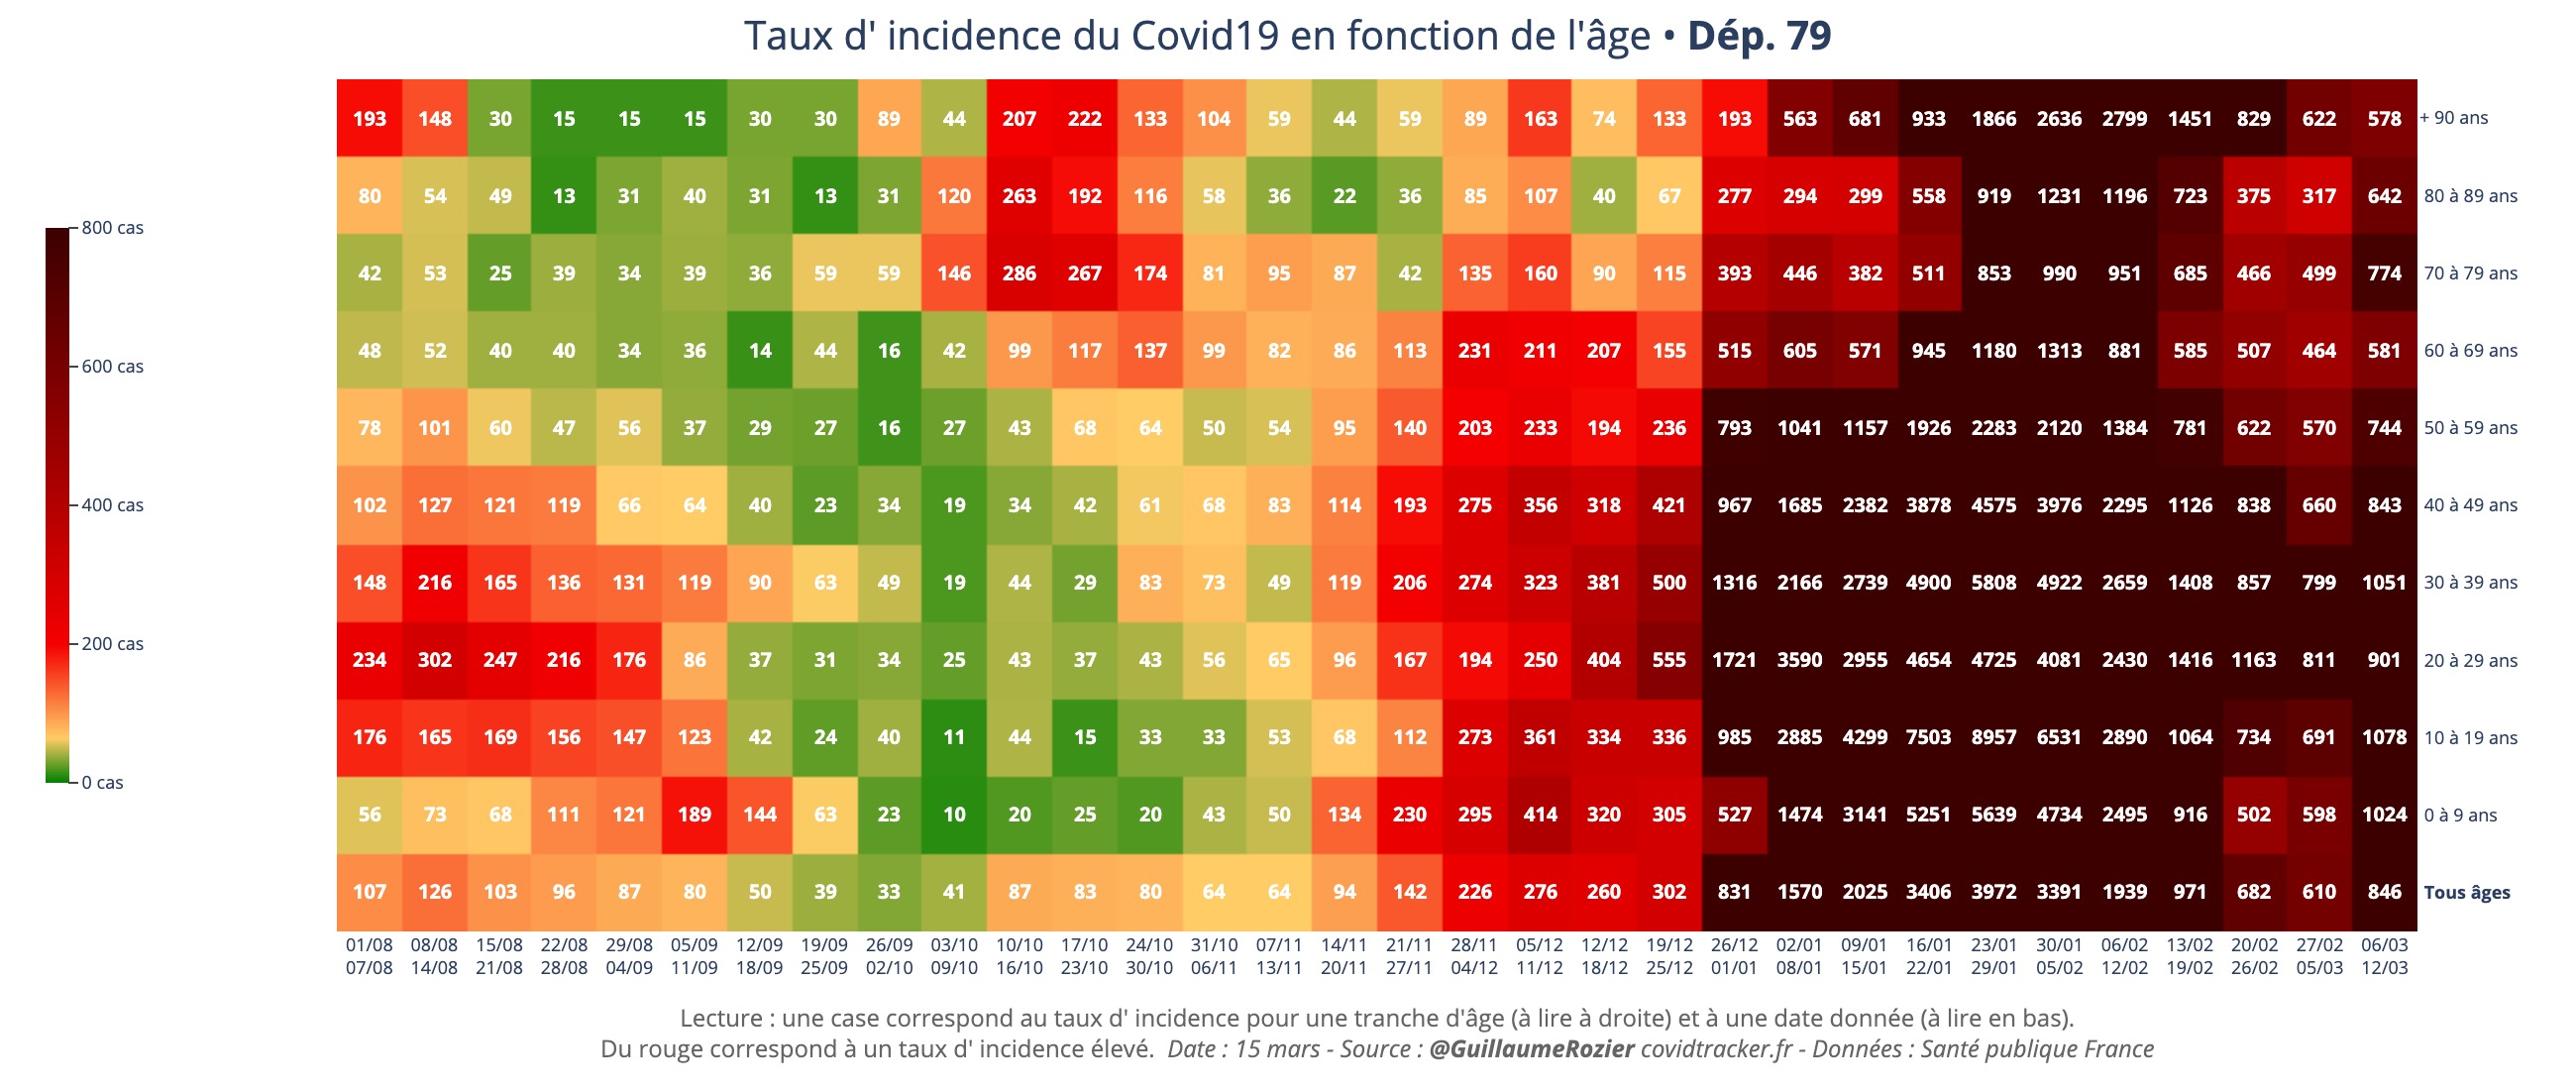 Taux d' incidence du Covid19 en fonction de l'âge • Dép. 79
193 148 30 15 15 15 30 30 89 44 207 222 133 104 59 44 59 89 163 74 133 193 563 681 933 1866 2636 2799 1451 829 622 578 + 90 ans
80 54 49 13 31 40 31 13 31 120 263 192 116 58 36 22 36 85 107 40 67 277 294 299 558 919 1231 1196 723 375 317 642 80 à 89 ans
800 cas
42 53 25 39 34 39 36 59 59 146 286 267 174 81 95 87 42 135 160 90 115 393 446 382 511 853 990 951 685 466 499 774 70 à 79 ans
48 52 40 40 34 36 14 44 16 42 99 117 137 99 82 86 113 231 211 207 155 515 605 571 945 1180 1313 881 585 507 464 581 60 à 69 ans
600 cas
78 101 60 47 56 37 29 27 16 27 43 68 64 50 54 95 140 203 233 194 236 793 1041 1157 1926 2283 2120 1384 781 622 570 744 50 à 59 ans
400 cas
102 127 121 119 66 64 40 23 34 19 34 42 61 68 83 114 193 275 356 318 421 967 1685 2382 3878 4575 3976 2295 1126 838 660 843 40 à 49 ans
148 216 165 136 131 119 90 63 49 19 44 29 83 73 49 119 206 274 323 381 500 1316 2166 2739 4900 5808 4922 2659 1408 857 799 1051 30 à 39 ans
200 cas
234 302 247 216 176 86 37 31 34 25 43 37 43 56 65 96 167 194 250 404 555 1721 3590 2955 4654 4725 4081 2430 1416 1163 811 901 20 à 29 ans
176 165 169 156 147 123 42 24 40 11 44 15 33 33 53 68 112 273 361 334 336 985 2885 4299 7503 8957 6531 2890 1064 734 691 1078 10 à 19 ans
0 cas
56 73 68 111 121 189 144 63 23 10 20 25 20 43 50 134 230 295 414 320 305 527 1474 3141 5251 5639 4734 2495 916 502 598 1024 0 à 9 ans
107 126 103 96 87 80 50 39 33 41 87 83 80 64 64 94 142 226 276 260 302 831 1570 2025 3406 3972 3391 1939 971 682 610 846 Tous âges
01/08 08/08 15/08 22/08 29/08 05/09 12/09 19/09 26/09 03/10 10/10 17/10 24/10 31/10 07/11 14/11 21/11 28/11 05/12 12/12 19/12 26/12 02/01 09/01 16/01 23/01 30/01 06/02 13/02 20/02 27/02 06/03
07/08 14/08 21/08 28/08 04/09 11/09 18/09 25/09 02/10 09/10 16/10 23/10 30/10 06/11 13/11 20/11 27/11 04/12 11/12 18/12 25/12 01/01 08/01 15/01 22/01 29/01 05/02 12/02 19/02 26/02 05/03 12/03
Lecture : une case correspond au taux d' incidence pour une tranche d'âge (à lire à droite) et à une date donnée (à lire en bas).
Du rouge correspond à un taux d' incidence élevé. Date : 15 mars - Source : @GuillaumeRozier covidtracker.fr - Données : Santé publique France